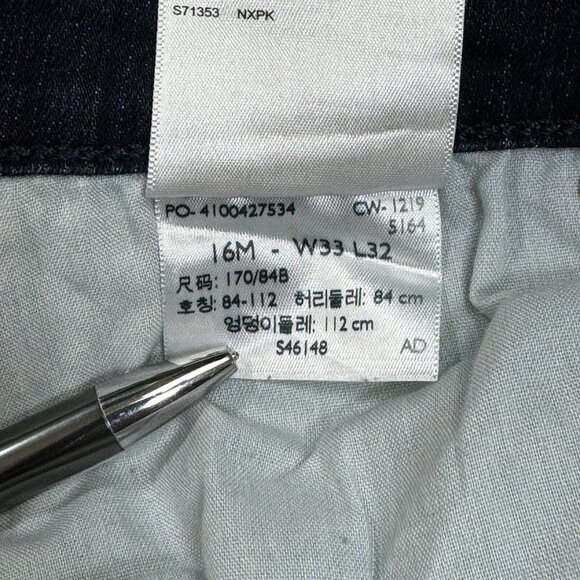 S71353 NXPK
PO- 4100427534 CW- 1219
5164
16M - W33 L32
尺码: 170/84B
호칭: 84-112 허리둘레: 84 cm
엉덩이둘레: 112 cm
S46148 AD